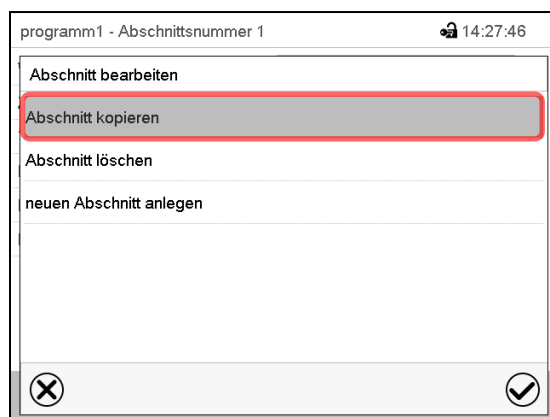 programm1 - Abschnittsnummer 1 14:27:46
Abschnitt bearbeiten
Abschnitt kopieren
Abschnitt löschen
neuen Abschnitt anlegen